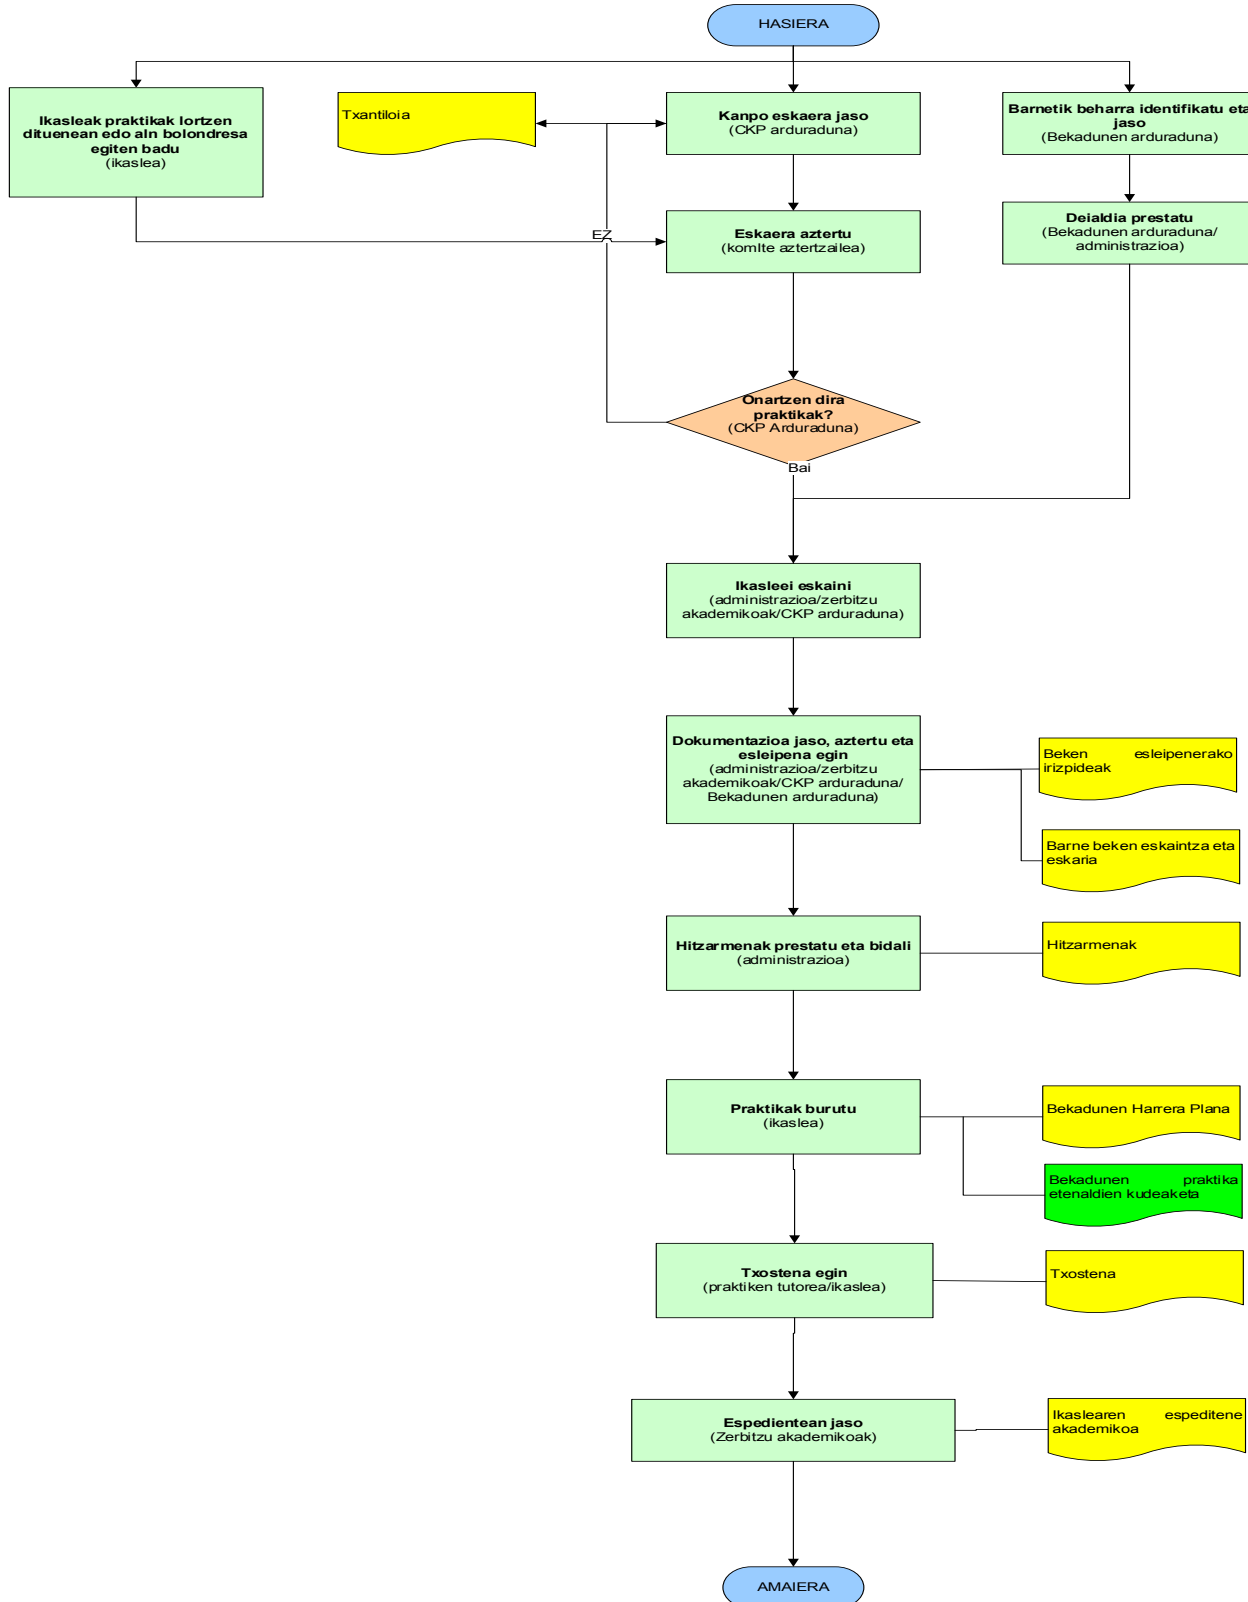 HASIERA
Ikasleak praktikak lortzen
dituenean edo aln bolondresa
egiten badu
(ikaslea)
Txantiloia
Kanpo eskaera jaso
(CKP arduraduna)
Barnetik beharra identifikatu eta
jaso
(Bekadunen arduraduna)
Eskaera aztertu
(komIte aztertzailea)
Deialdia prestatu
(Bekadunen arduraduna/
administrazioa)
EZ
Onartzen dira
praktikak?
(CKP Arduraduna)
Bai
Ikasleei eskaini
(administrazioa/zerbitzu
akademikoak/CKP arduraduna)
Dokumentazioa jaso, aztertu eta
esleipena egin
(administrazioa/zerbitzu
akademikoak/CKP arduraduna/
Bekadunen arduraduna)
Beken esleipenerako
irizpideak
Barne beken eskaintza eta
eskaria
Hitzarmenak prestatu eta bidali
(administrazioa)
Hitzarmenak
Praktikak burutu
(ikaslea)
Bekadunen Harrera Plana
Bekadunen praktika
etenaldien kudeaketa
Txostena egin
(praktiken tutorea/ikaslea)
Txostena
Espedientean jaso
(Zerbitzu akademikoak)
Ikaslearen espeditene
akademikoa
AMAIERA